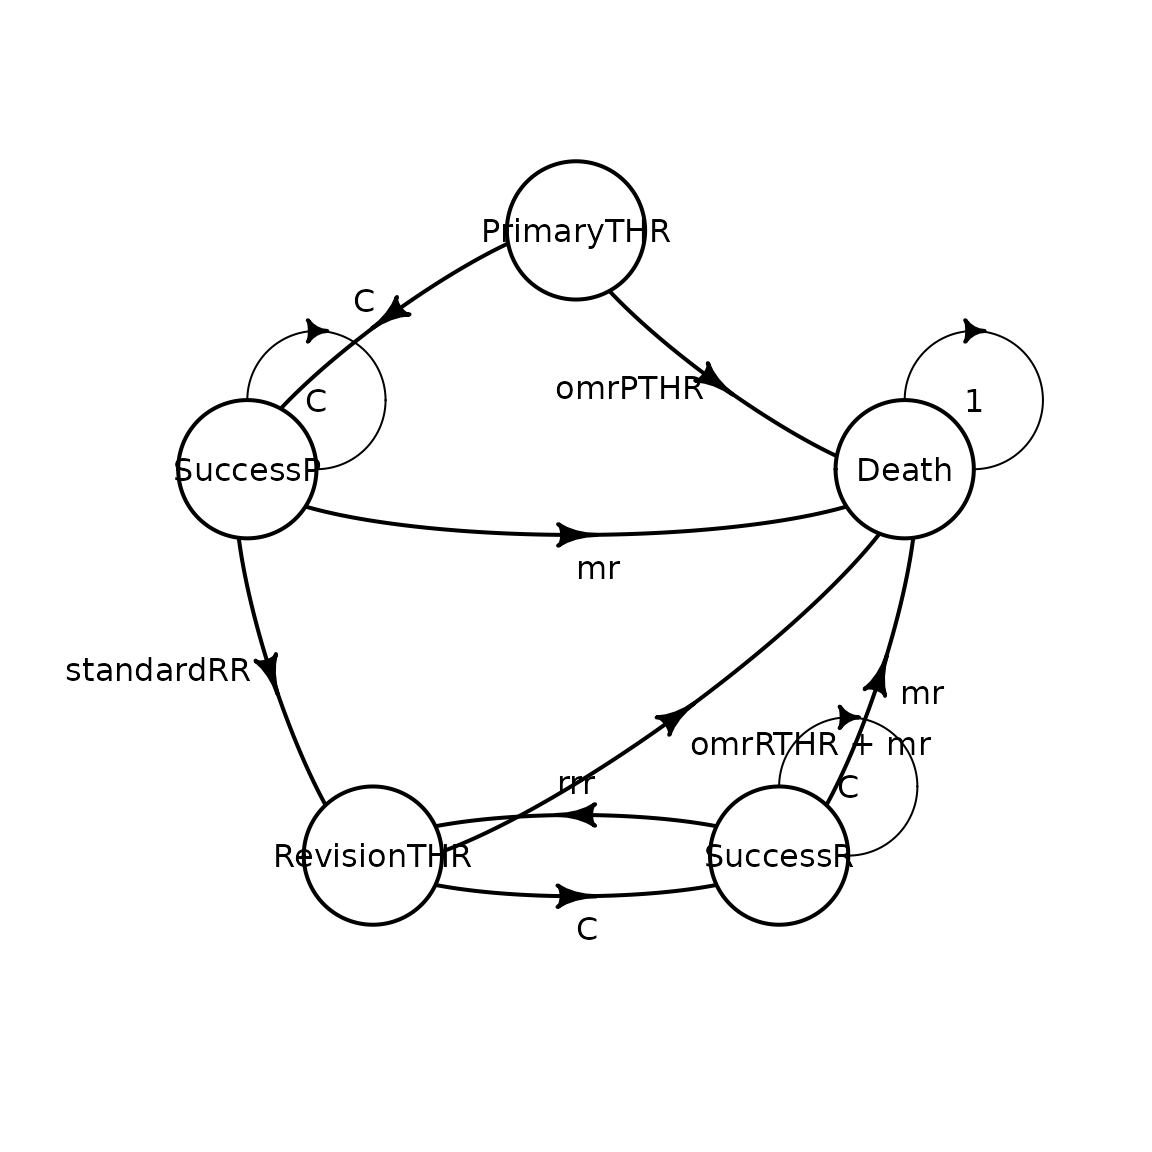 PrimaryTHR
C
omrPTHR
C
1
SuccessP
Death
mr
standardRR
mr
omrRTHR + mr
rrr
C
RevisionTHR
SuccessR
C